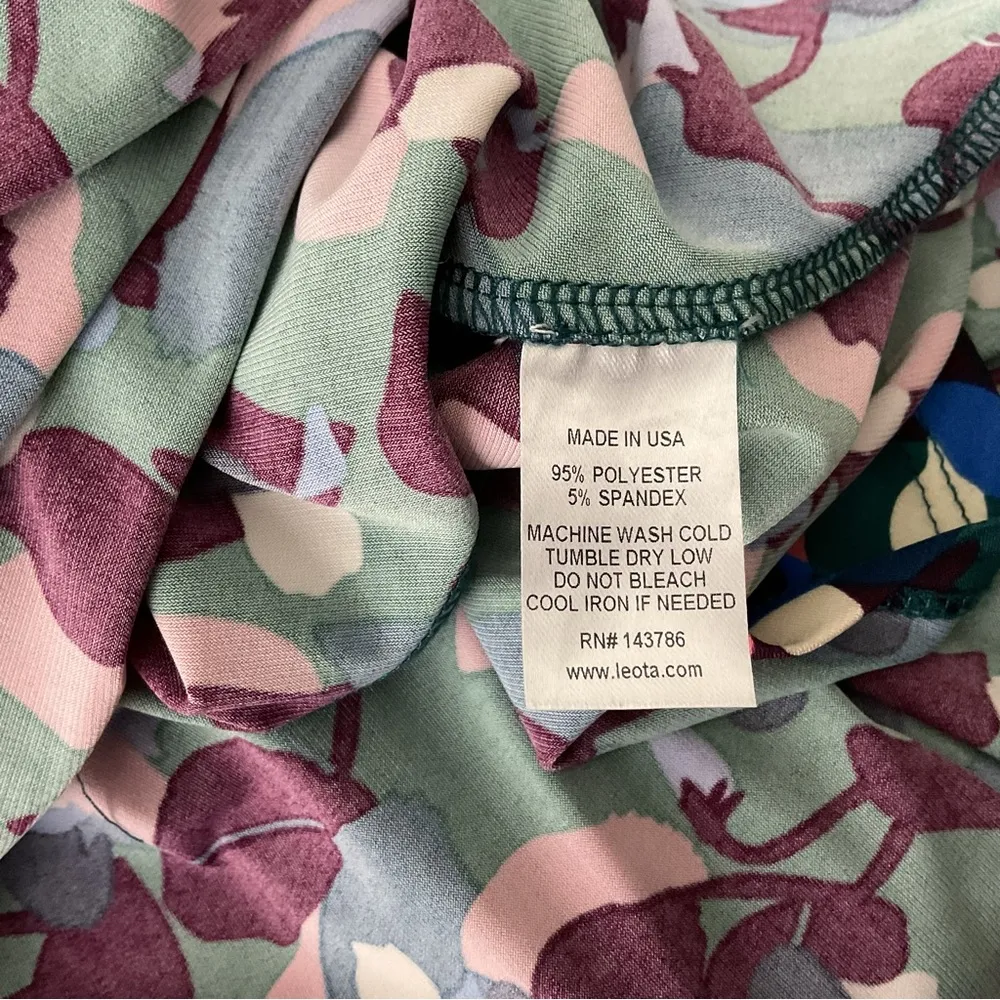 MADE IN USA
95% POLYESTER
5% SPANDEX
MACHINE WASH COLD
TUMBLE DRY LOW
DO NOT BLEACH
COOL IRON IF NEEDED
RN# 143786
www.leota.com